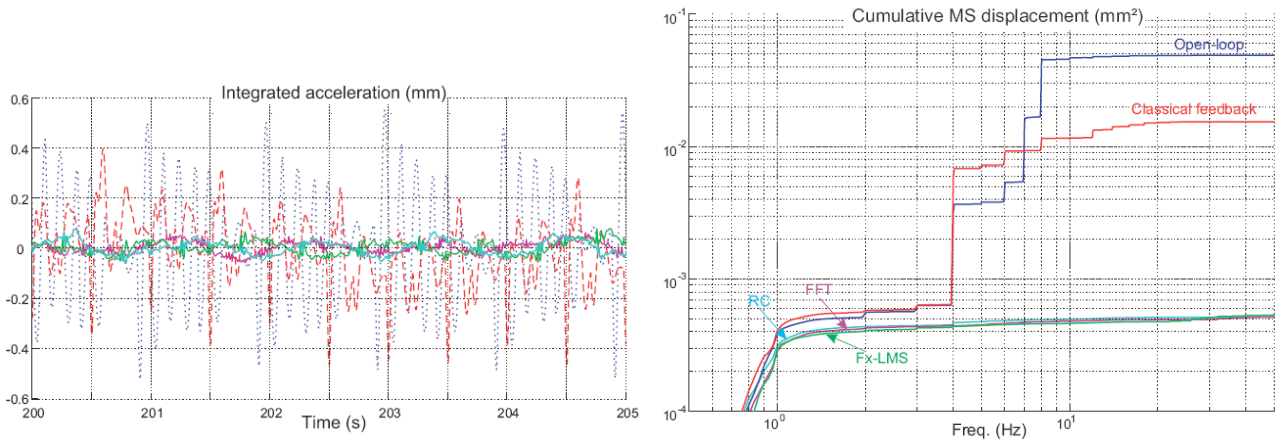 Integrated acceleration (mm)
0.6
0.4
0.2
0
-0.2
-0.4
-0.6
200
201
202
203
204
205
Time (s)
Cumulative MS displacement (mm²)
10⁻¹
10⁻²
10⁻³
10⁻⁴
Open-loop
Classical feedback
RC
FFT
Fx-LMS
10⁰
10¹
Freq. (Hz)